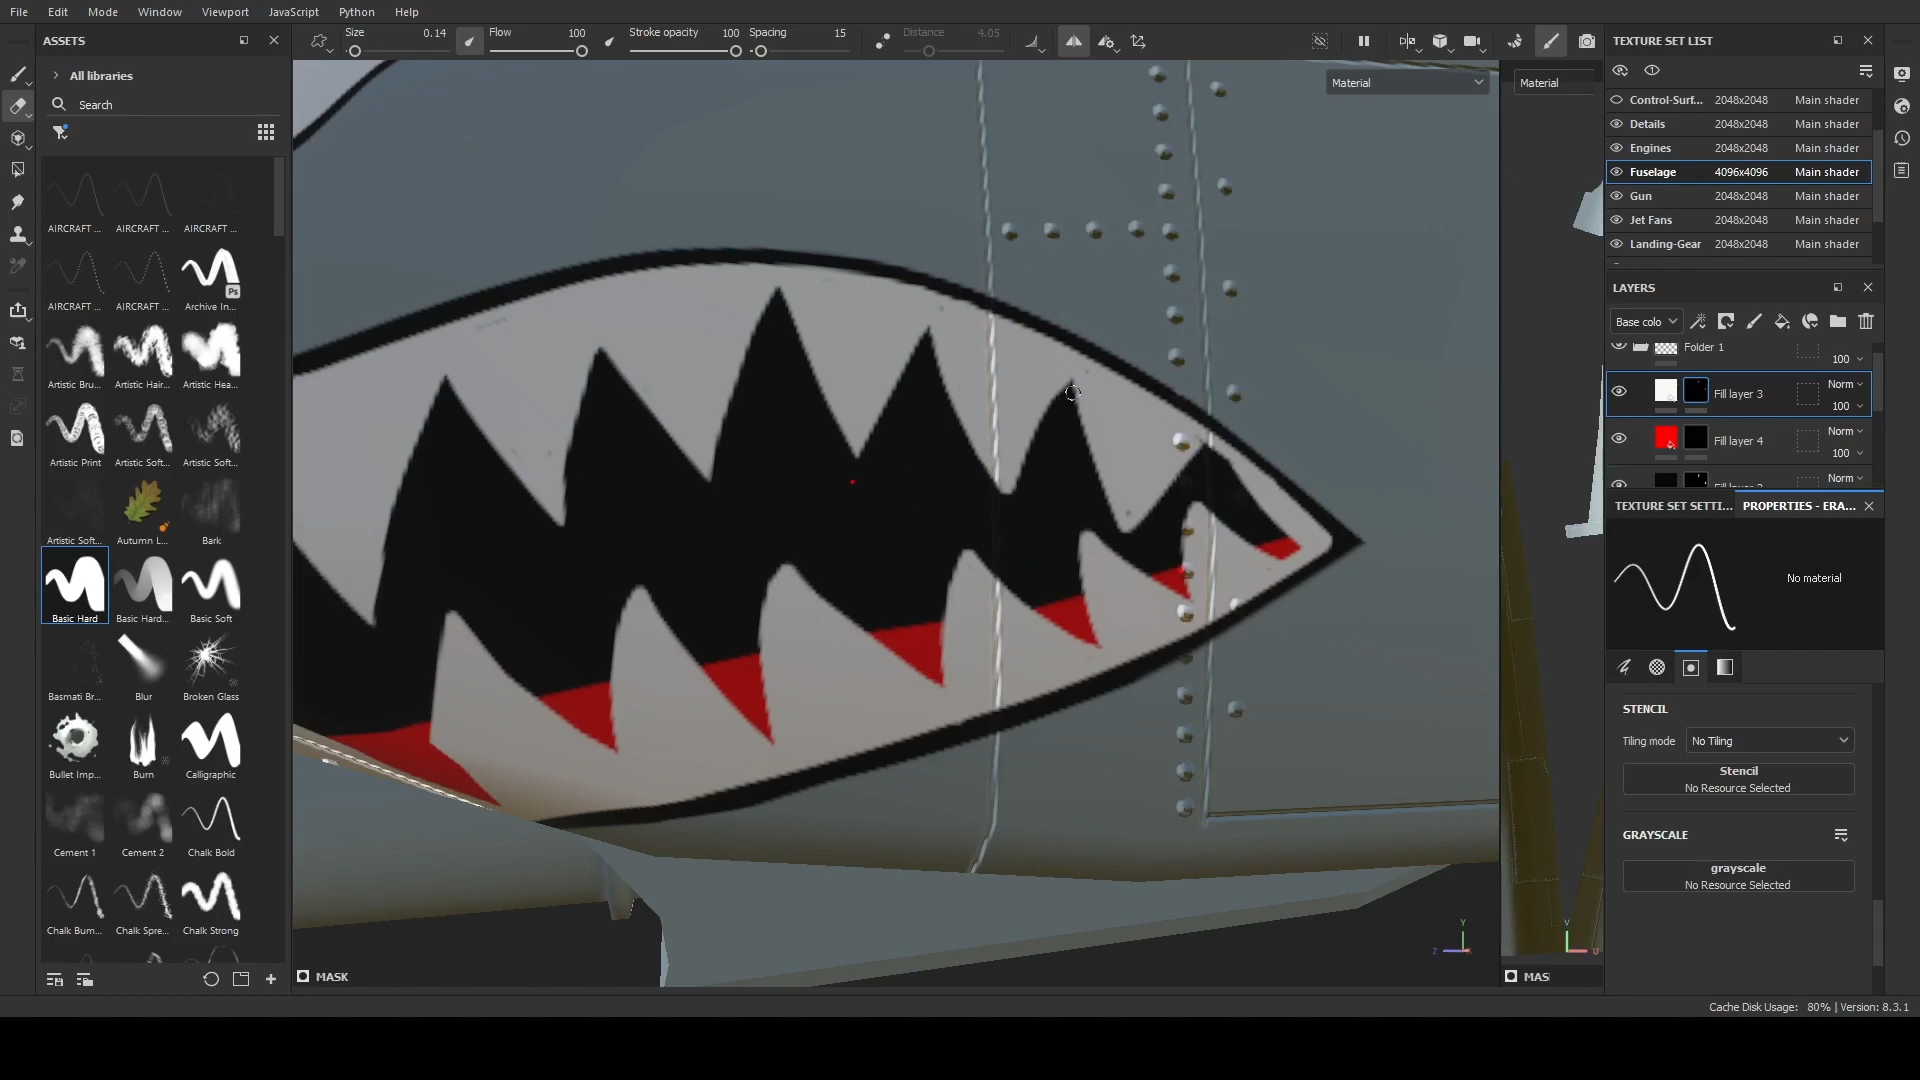 File Edit Mode Window Viewport JavaScript Python Help
ASSETS
All libraries
Search
AIRCRAFT ... AIRCRAFT ... AIRCRAFT ...
AIRCRAFT ... AIRCRAFT ... Archive In...
Ps
Artistic Bru... Artistic Hair... Artistic Hea...
Artistic Print Artistic Soft... Artistic Soft...
Artistic Soft... Autumn L... Bark
Basic Hard Basic Hard... Basic Soft
Basmati Br... Blur Broken Glass
Bullet Imp... Burn Calligraphic
Cement 1 Cement 2 Chalk Bold
Chalk Bum... Chalk Spre... Chalk Strong
Size 0.14 Flow 100 Stroke opacity 100 Spacing 15 Distance 4.05
Material
Material
MASK
MAS
Y
Z
V
U
TEXTURE SET LIST
Control-Surf... 2048x2048 Main shader
Details 2048x2048 Main shader
Engines 2048x2048 Main shader
Fuselage 4096x4096 Main shader
Gun 2048x2048 Main shader
Jet Fans 2048x2048 Main shader
Landing-Gear 2048x2048 Main shader
LAYERS
Base colo
Folder 1
100
Fill layer 3 Norm
100
Fill layer 4 Norm
100
Norm
TEXTURE SET SETTI... PROPERTIES - ERA...
No material
STENCIL
Tiling mode No Tiling
Stencil
No Resource Selected
GRAYSCALE
grayscale
No Resource Selected
Cache Disk Usage: 80% | Version: 8.3.1